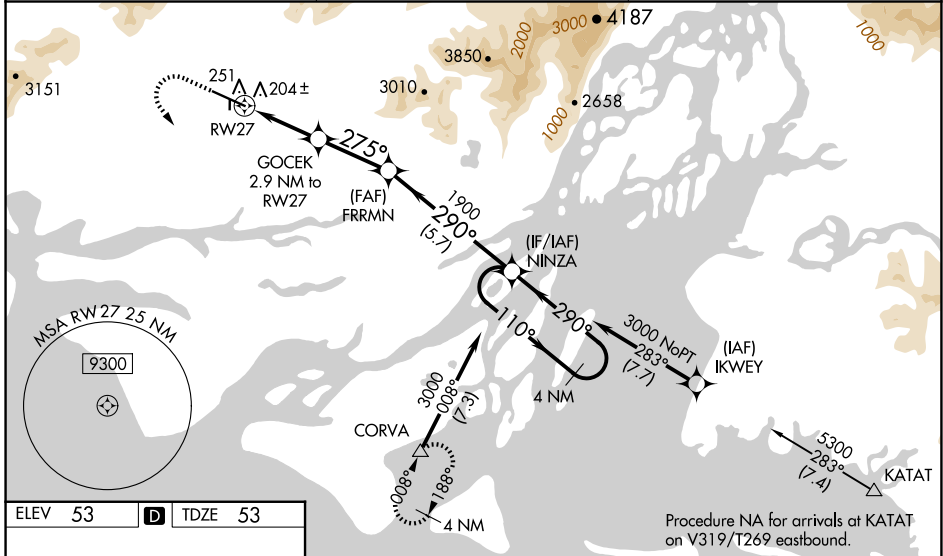 4187
3000
2000
1000
3850
3151
3010
251
204 ±
2658
1000
RW27
275°
GOCEK
2.9 NM to
RW27
(FAF)
FRRMN
1900
290°
(5.7)
(IF/IAF)
NINZA
MSA RW 27 25 NM
9300
110°
290°
3000 NoPT
283°
(7.7)
(IAF)
IKWEY
4 NM
3000
008°
(7.3)
CORVA
008°
188°
4 NM
5300
283°
(7.4)
KATAT
ELEV 53 D TDZE 53
Procedure NA for arrivals at KATAT
on V319/T269 eastbound.